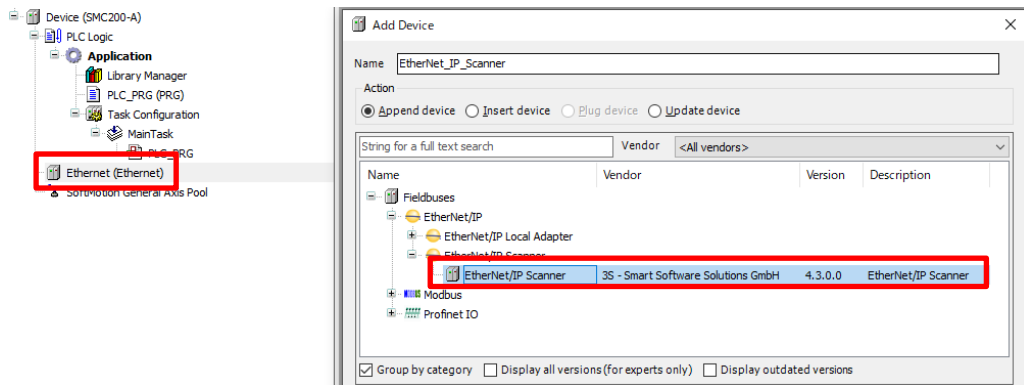 Device (SMC200-A)
PLC Logic
Application
Library Manager
PLC_PRG (PRG)
Task Configuration
MainTask
PLC_PRG
Ethernet (Ethernet)
SoftMotion General Axis Pool
Add Device
Name EtherNet_IP_Scanner
Action
Append device Insert device Plug device Update device
String for a full text search Vendor <All vendors>
Name Vendor Version Description
Fieldbuses
EtherNet/IP
EtherNet/IP Local Adapter
EtherNet/IP Scanner
EtherNet/IP Scanner 3S - Smart Software Solutions GmbH 4.3.0.0 EtherNet/IP Scanner
Modbus
Profinet IO
Group by category Display all versions (for experts only) Display outdated versions